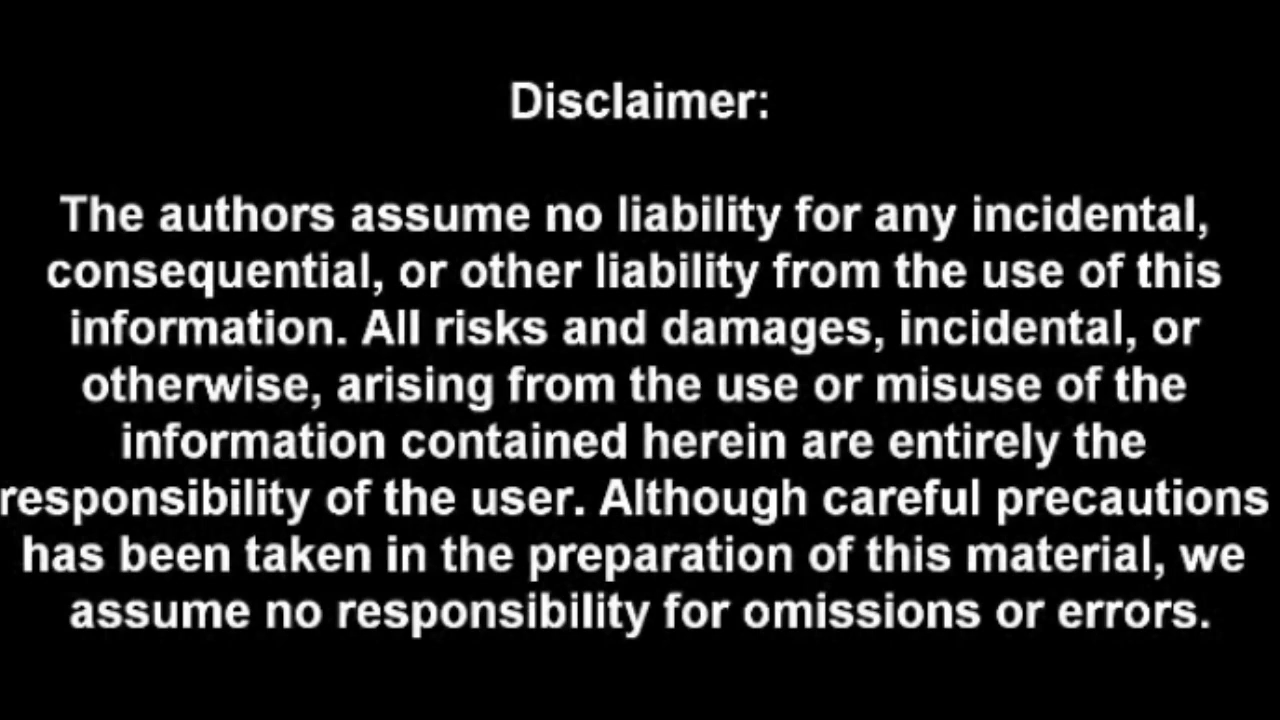 Disclaimer:
The authors assume no liability for any incidental,
consequential, or other liability from the use of this
information. All risks and damages, incidental, or
otherwise, arising from the use or misuse of the
information contained herein are entirely the
responsibility of the user. Although careful precautions
has been taken in the preparation of this material, we
assume no responsibility for omissions or errors.